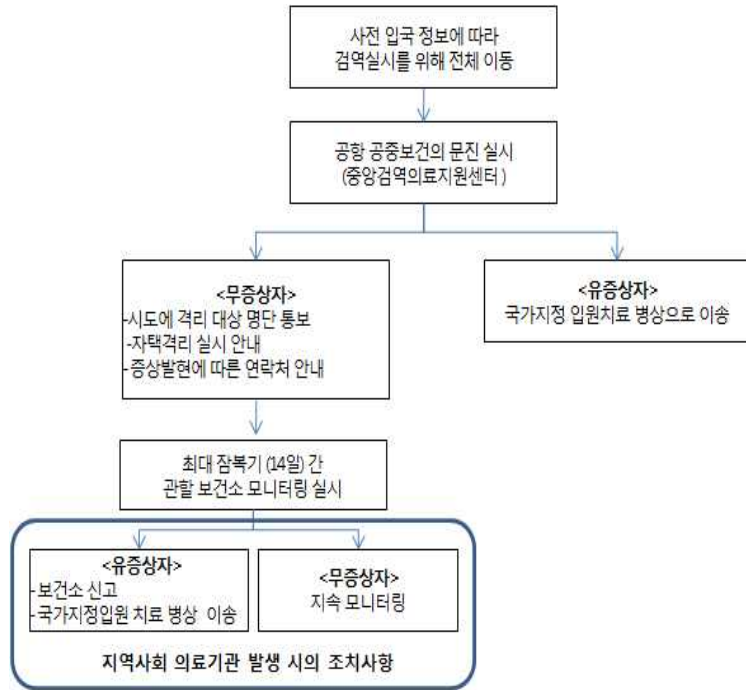 사전 입국 정보에 따라
검역실시를 위해 전체 이동
공항 공중보건의 문진 실시
(중앙검역의료지원센터)
<무증상자>
-시도에 격리 대상 명단 통보
-자택격리 실시 안내
-증상발현에 따른 연락처 안내
<유증상자>
국가지정 입원치료 병상으로 이송
최대 잠복기 (14일) 간
관할 보건소 모니터링 실시
<유증상자>
- 보건소 신고
- 국가지정입원 치료 병상 이송
<무증상자>
지속 모니터링
지역사회 의료기관 발생 시의 조치사항